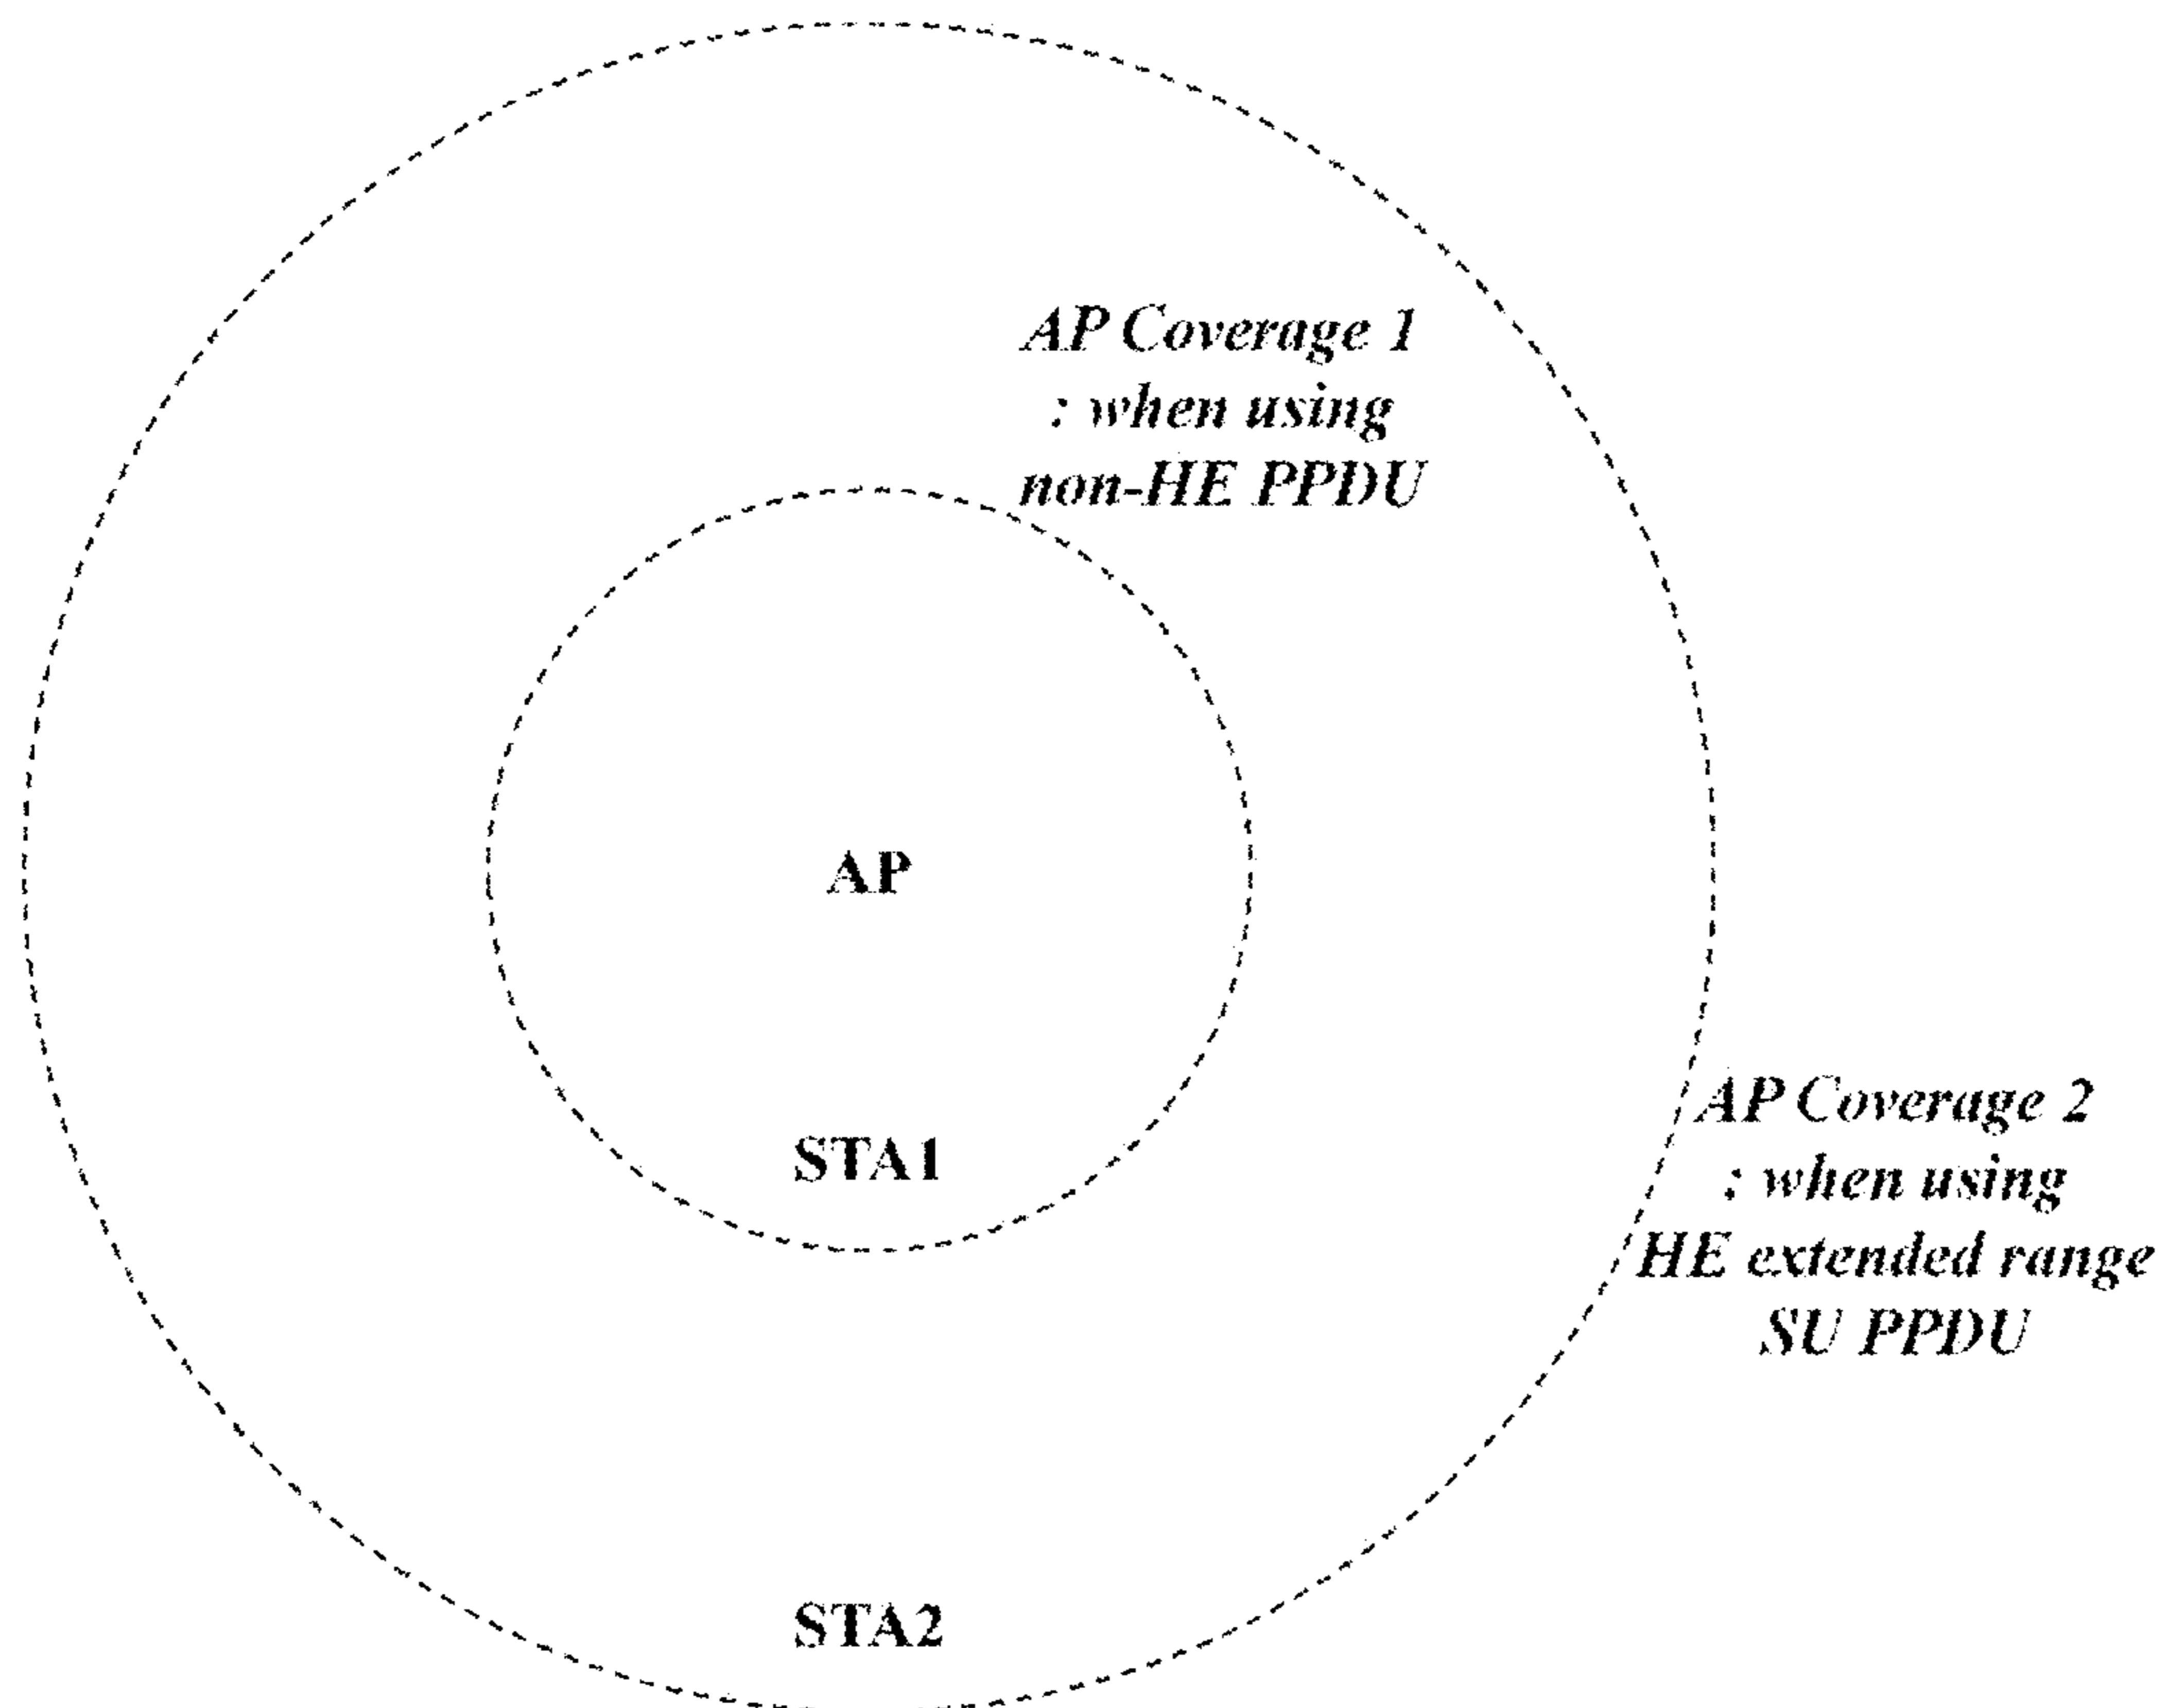 AP Coverage 1
: when using
non-HE PPDU
AP
STA1
AP Coverage 2
: when using
HE extended range
SU PPDU
STA2